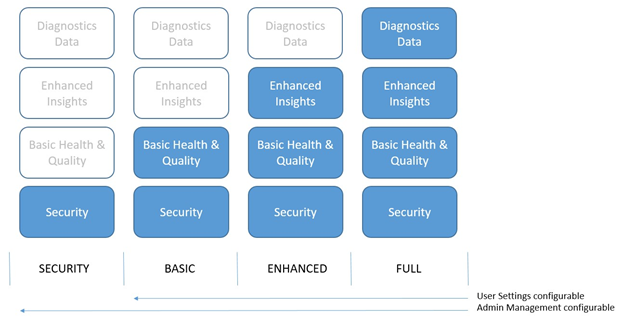 Diagnostics
Data
Diagnostics
Data
Diagnostics
Data
Diagnostics
Data
Enhanced
Insights
Enhanced
Insights
Enhanced
Insights
Enhanced
Insights
Basic Health &
Quality
Basic Health &
Quality
Basic Health &
Quality
Basic Health &
Quality
Security
Security
Security
Security
SECURITY
BASIC
ENHANCED
FULL
User Settings configurable
Admin Management configurable